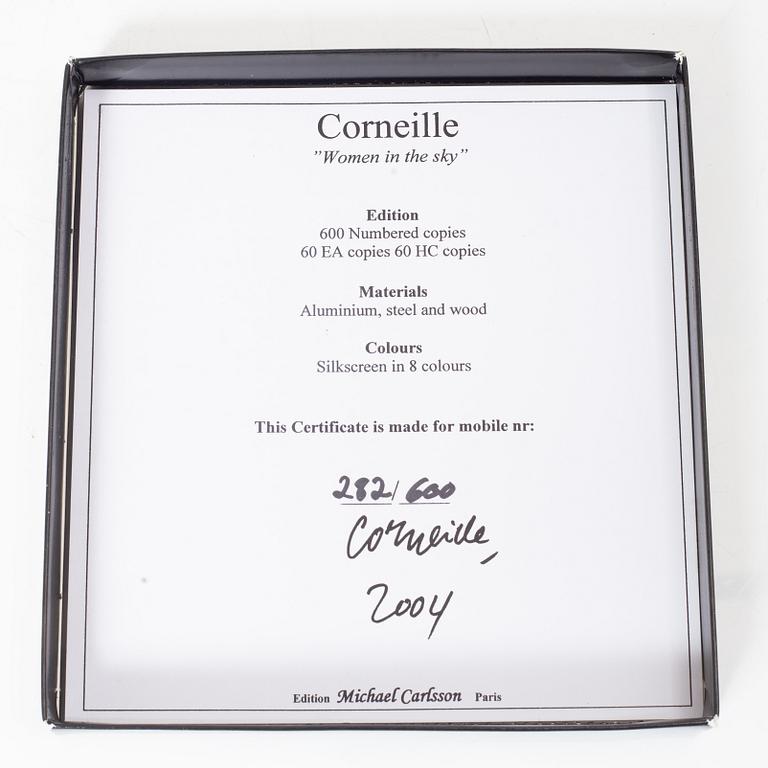 Corneille
”Women in the sky”
Edition
600 Numbered copies
60 EA copies 60 HC copies
Materials
Aluminium, steel and wood
Colours
Silkscreen in 8 colours
This Certificate is made for mobile nr:
282/600
Corneille,
2004
Edition Michael Carlsson Paris